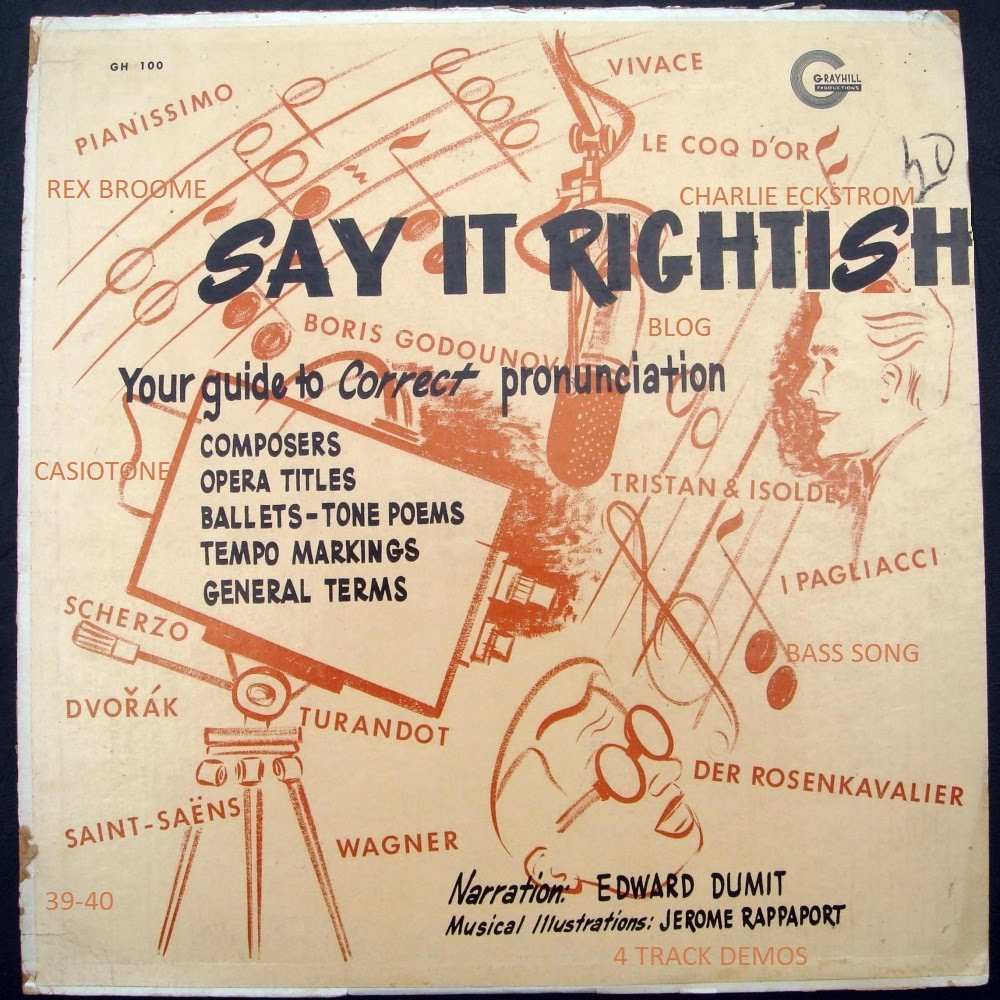 GH 100
VIVACE
GRAYHILL
PRODUCTIONS
PIANISSIMO
LE COQ D'OR
40
REX BROOME
CHARLIE ECKSTROM
SAY IT RIGHTISH
BORIS GODOUNOV
BLOG
Your guide to Correct pronunciation
COMPOSERS
CASIOTONE
OPERA TITLES
TRISTAN & ISOLDE
BALLETS-TONE POEMS
TEMPO MARKINGS
I PAGLIACCI
GENERAL TERMS
SCHERZO
BASS SONG
DVOŘÁK
TURANDOT
DER ROSENKAVALIER
SAINT-SAËNS
WAGNER
39-40
Narration: EDWARD DUMIT
Musical Illustrations: JEROME RAPPAPORT
4 TRACK DEMOS